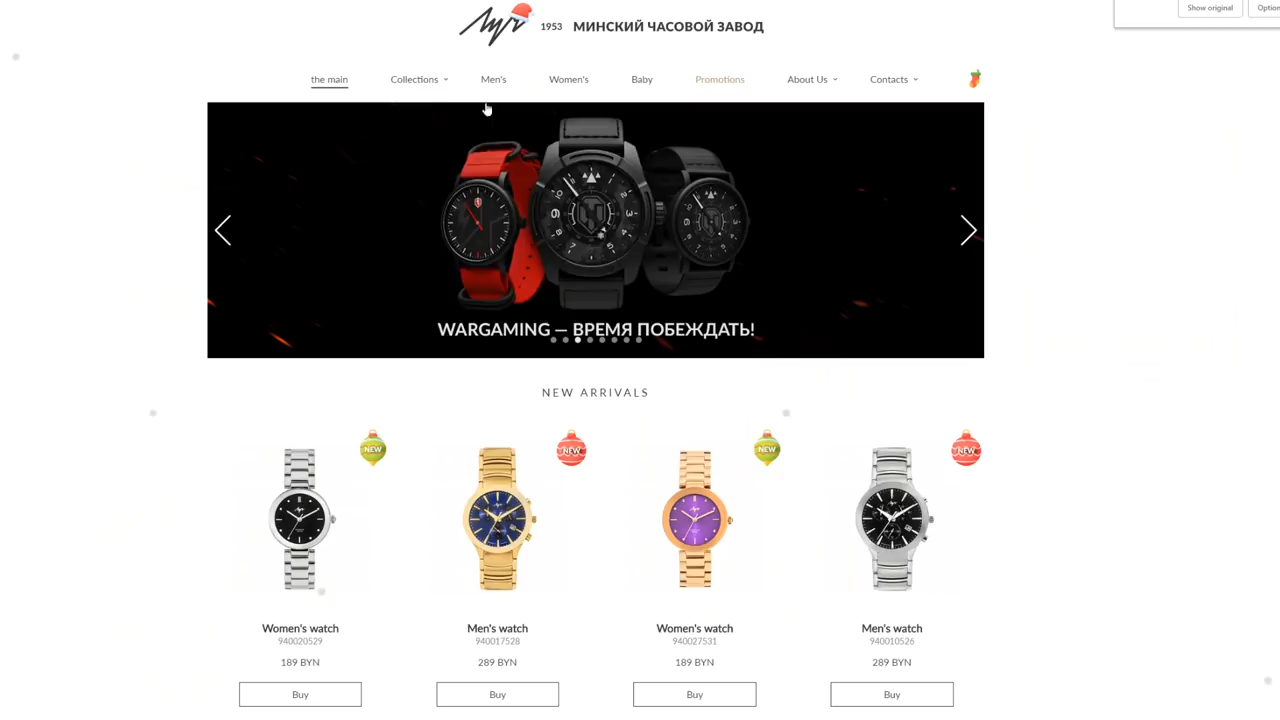 Show original
Option
Луч 1953 МИНСКИЙ ЧАСОВОЙ ЗАВОД
the main Collections Men's Women's Baby Promotions About Us Contacts
WARGAMING — ВРЕМЯ ПОБЕЖДАТЬ!
NEW ARRIVALS
NEW NEW NEW NEW
Women's watch Men's watch Women's watch Men's watch
940020529 940017528 940027531 940010526
189 BYN 289 BYN 189 BYN 289 BYN
Buy Buy Buy Buy